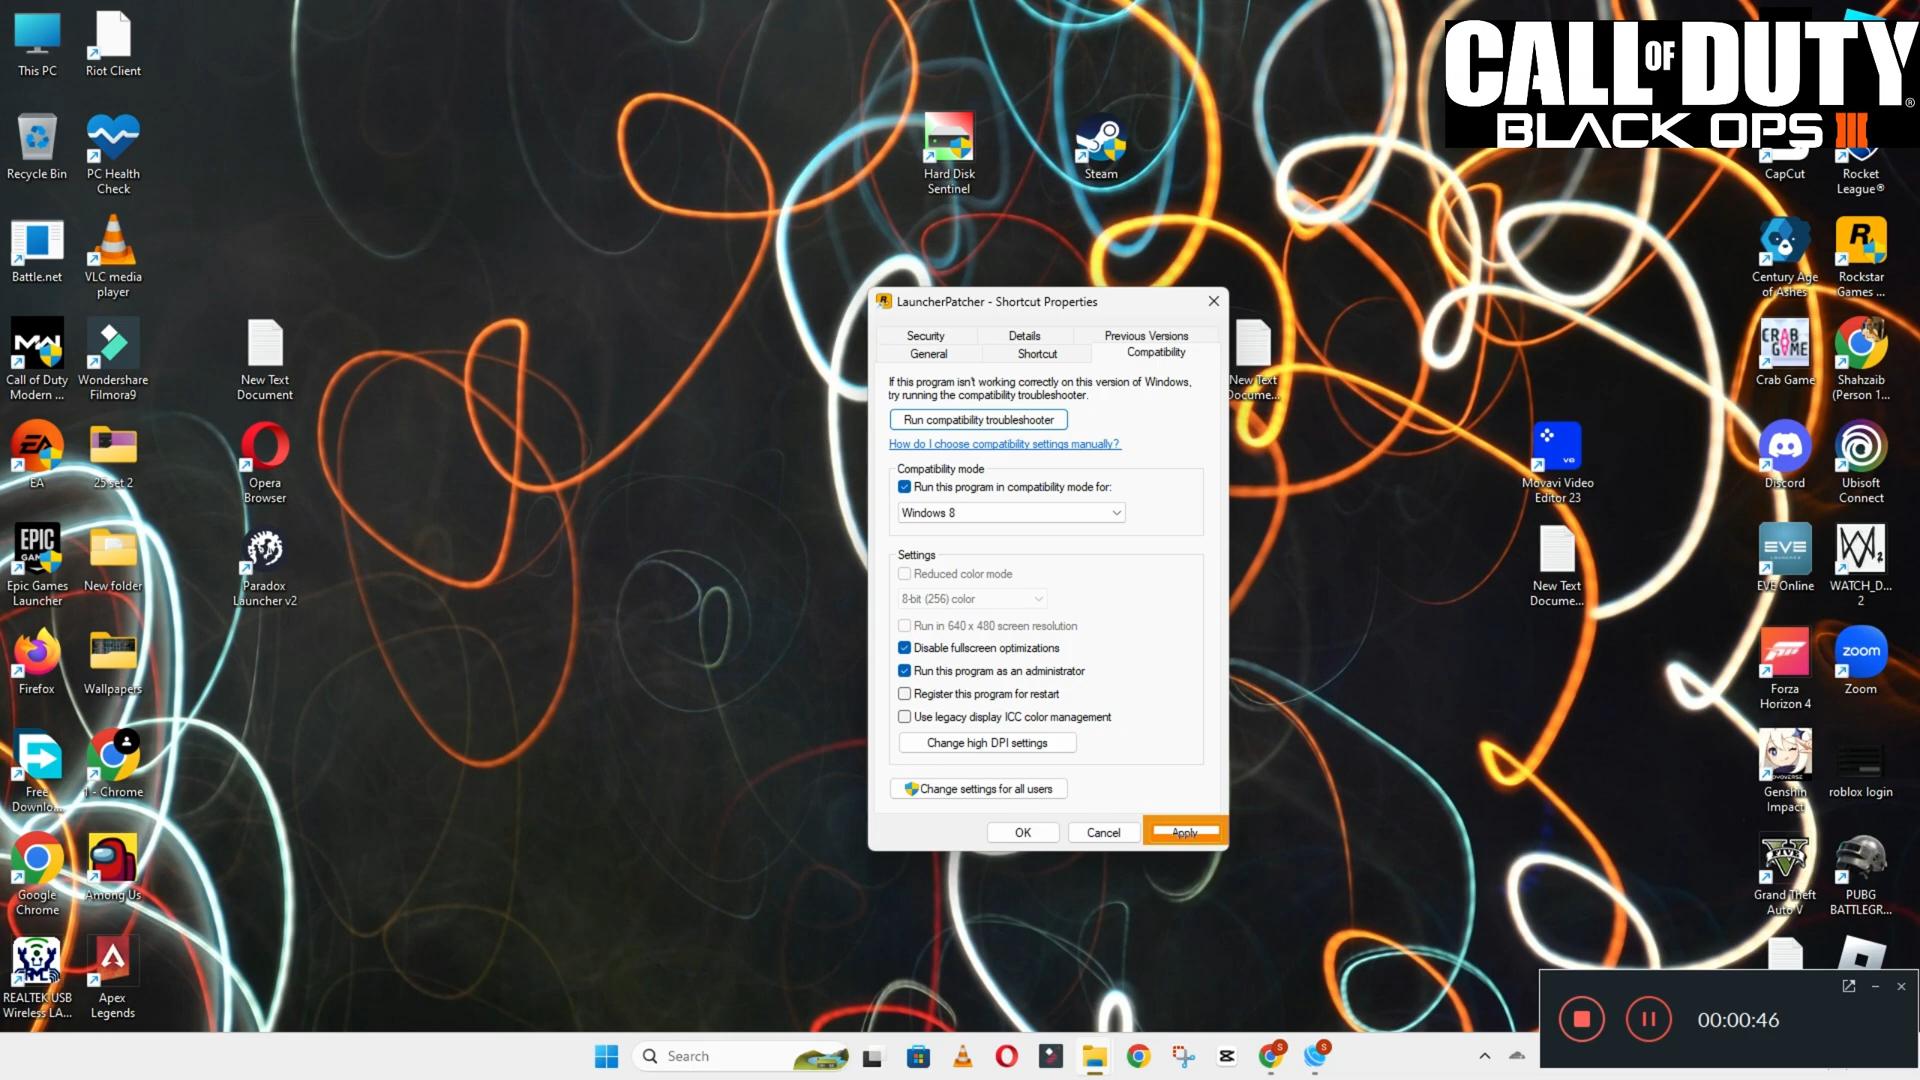 This PC
Riot Client
Recycle Bin
PC Health
Check
Battle.net
VLC media
player
Call of Duty
Modern ...
Wondershare
Filmora9
New Text
Document
EA
25 set 2
Opera
Browser
EPIC
Epic Games
Launcher
New folder
Paradox
Launcher v2
Firefox
Wallpapers
Free
Downlo...
1 - Chrome
Google
Chrome
Among Us
REALTEK USB
Wireless LA...
Apex
Legends
Hard Disk
Sentinel
Steam
CALL OF DUTY®
BLACK OPS III
CapCut
Rocket
League®
Century Age
of Ashes
Rockstar
Games ...
CRAB
GAME
Crab Game
Shahzaib
(Person 1...
New Text
Docume...
Movavi Video
Editor 23
Discord
Ubisoft
Connect
New Text
Docume...
EVE
EVE Online
WATCH_D...
2
Forza
Horizon 4
zoom
Zoom
Genshin
Impact
roblox login
Grand Theft
Auto V
PUBG
BATTLEGR...
LauncherPatcher - Shortcut Properties
Security
Details
Previous Versions
General
Shortcut
Compatibility
If this program isn't working correctly on this version of Windows,
try running the compatibility troubleshooter.
Run compatibility troubleshooter
How do I choose compatibility settings manually?
Compatibility mode
Run this program in compatibility mode for:
Windows 8
Settings
Reduced color mode
8-bit (256) color
Run in 640 x 480 screen resolution
Disable fullscreen optimizations
Run this program as an administrator
Register this program for restart
Use legacy display ICC color management
Change high DPI settings
Change settings for all users
OK
Cancel
Apply
00:00:46
Search
S
S